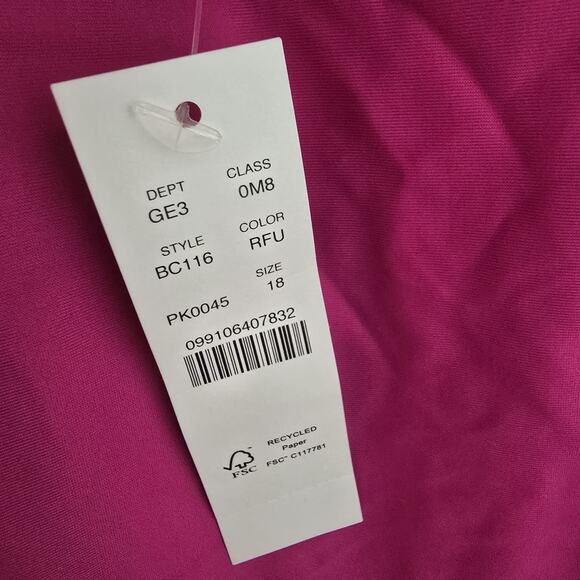 DEPT CLASS
GE3 0M8
STYLE COLOR
BC116 RFU
PK0045 SIZE
18
099106407832
RECYCLED
Paper
FSC™ C117781
FSC